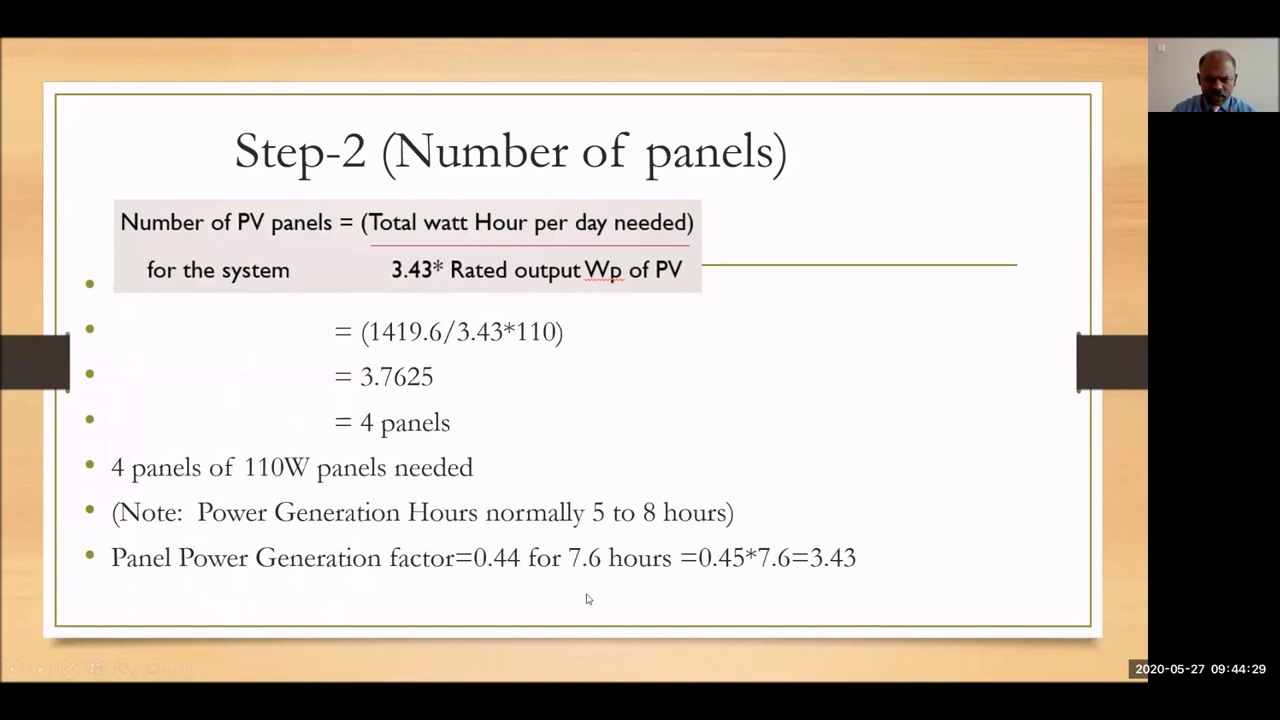 Step-2 (Number of panels)
Number of PV panels = (Total watt Hour per day needed)
for the system 3.43* Rated output Wp of PV
= (1419.6/3.43*110)
= 3.7625
= 4 panels
4 panels of 110W panels needed
(Note: Power Generation Hours normally 5 to 8 hours)
Panel Power Generation factor=0.44 for 7.6 hours =0.45*7.6=3.43
2020-05-27 09:44:29